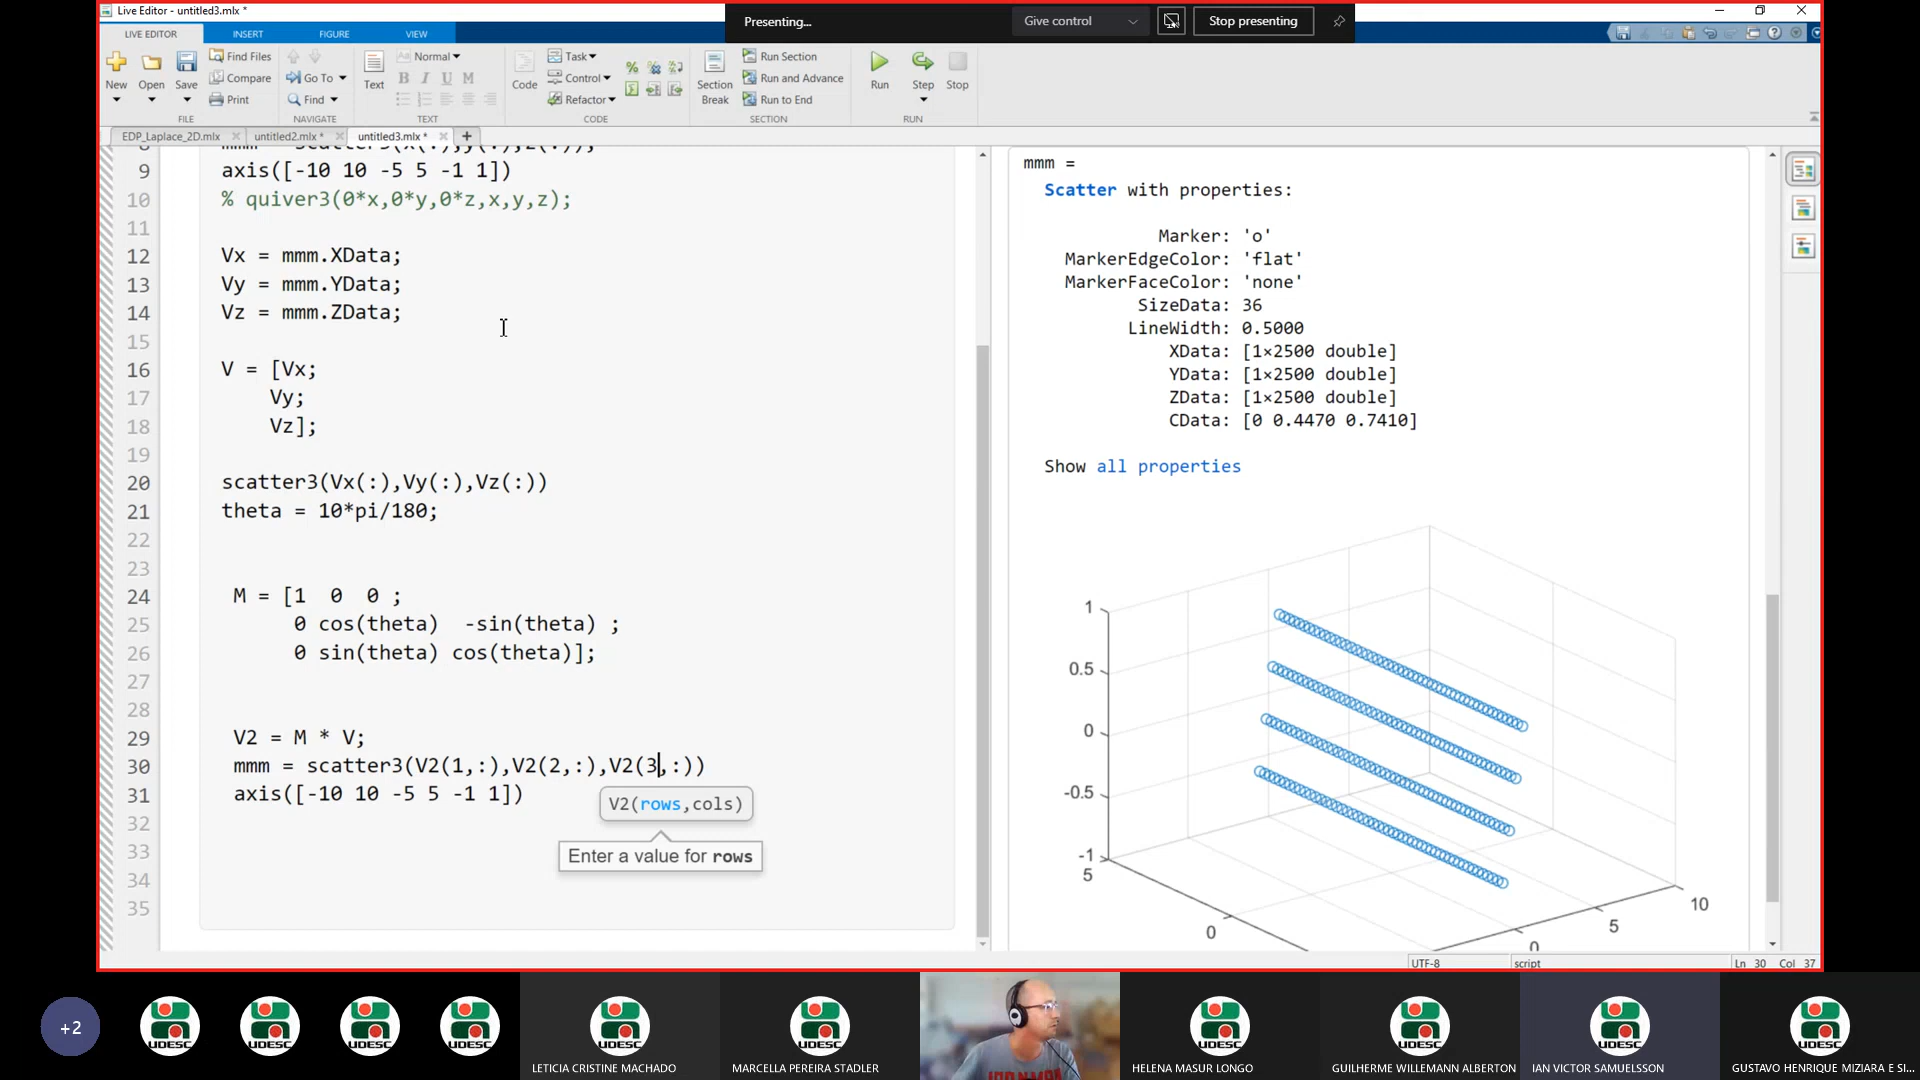 Live Editor - untitled3.mlx *
Presenting...
Give control
Stop presenting
LIVE EDITOR
INSERT
FIGURE
VIEW
New
Open
Save
Find Files
Compare
Print
FILE
Go To
Find
NAVIGATE
Text
Normal
B I U M
TEXT
Code
Task
Control
Refactor
CODE
Section
Break
Run Section
Run and Advance
Run to End
SECTION
Run
Step
Stop
RUN
EDP_Laplace_2D.mlx
untitled2.mlx *
untitled3.mlx *
8 mmm = scatter3(x(:),y(:),z(:));
9 axis([-10 10 -5 5 -1 1])
10 % quiver3(0*x,0*y,0*z,x,y,z);
11
12 Vx = mmm.XData;
13 Vy = mmm.YData;
14 Vz = mmm.ZData;
15
16 V = [Vx;
17 Vy;
18 Vz];
19
20 scatter3(Vx(:),Vy(:),Vz(:))
21 theta = 10*pi/180;
22
23
24 M = [1 0 0 ;
25 0 cos(theta) -sin(theta) ;
26 0 sin(theta) cos(theta)];
27
28
29 V2 = M * V;
30 mmm = scatter3(V2(1,:),V2(2,:),V2(3,:))
31 axis([-10 10 -5 5 -1 1])
V2(rows,cols)
32
33
Enter a value for rows
34
35
mmm =
Scatter with properties:
Marker: 'o'
MarkerEdgeColor: 'flat'
MarkerFaceColor: 'none'
SizeData: 36
LineWidth: 0.5000
XData: [1×2500 double]
YData: [1×2500 double]
ZData: [1×2500 double]
CData: [0 0.4470 0.7410]
Show all properties
1
0.5
0
-0.5
-1
5
0
0
5
10
UTF-8
script
Ln 30 Col 37
+2
UDESC
UDESC
UDESC
UDESC
UDESC
LETICIA CRISTINE MACHADO
UDESC
MARCELLA PEREIRA STADLER
UDESC
HELENA MASUR LONGO
UDESC
GUILHERME WILLEMANN ALBERTON
UDESC
IAN VICTOR SAMUELSSON
UDESC
GUSTAVO HENRIQUE MIZIARA E SI...